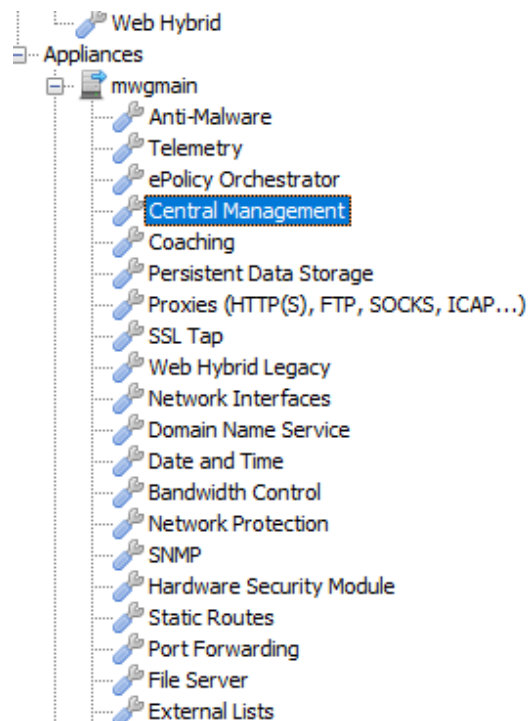 Web Hybrid
Appliances
mwgmain
Anti-Malware
Telemetry
ePolicy Orchestrator
Central Management
Coaching
Persistent Data Storage
Proxies (HTTP(S), FTP, SOCKS, ICAP...)
SSL Tap
Web Hybrid Legacy
Network Interfaces
Domain Name Service
Date and Time
Bandwidth Control
Network Protection
SNMP
Hardware Security Module
Static Routes
Port Forwarding
File Server
External Lists